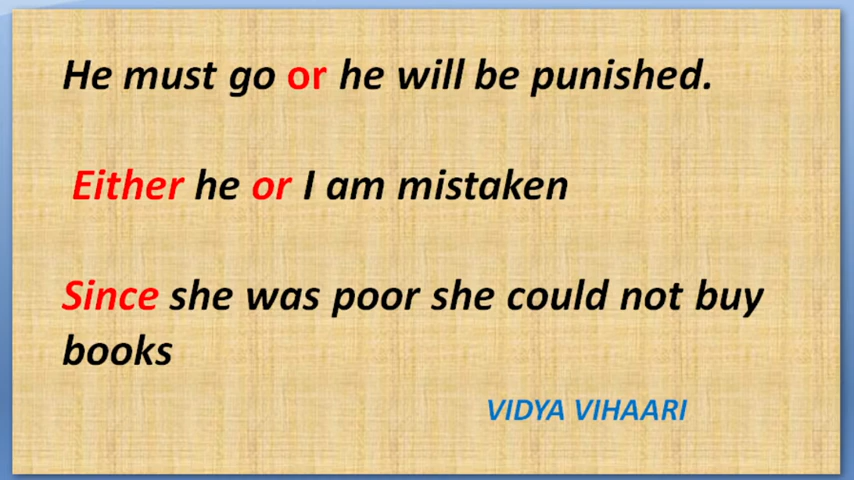 He must go or he will be punished.
Either he or I am mistaken
Since she was poor she could not buy
books
VIDYA VIHAARI